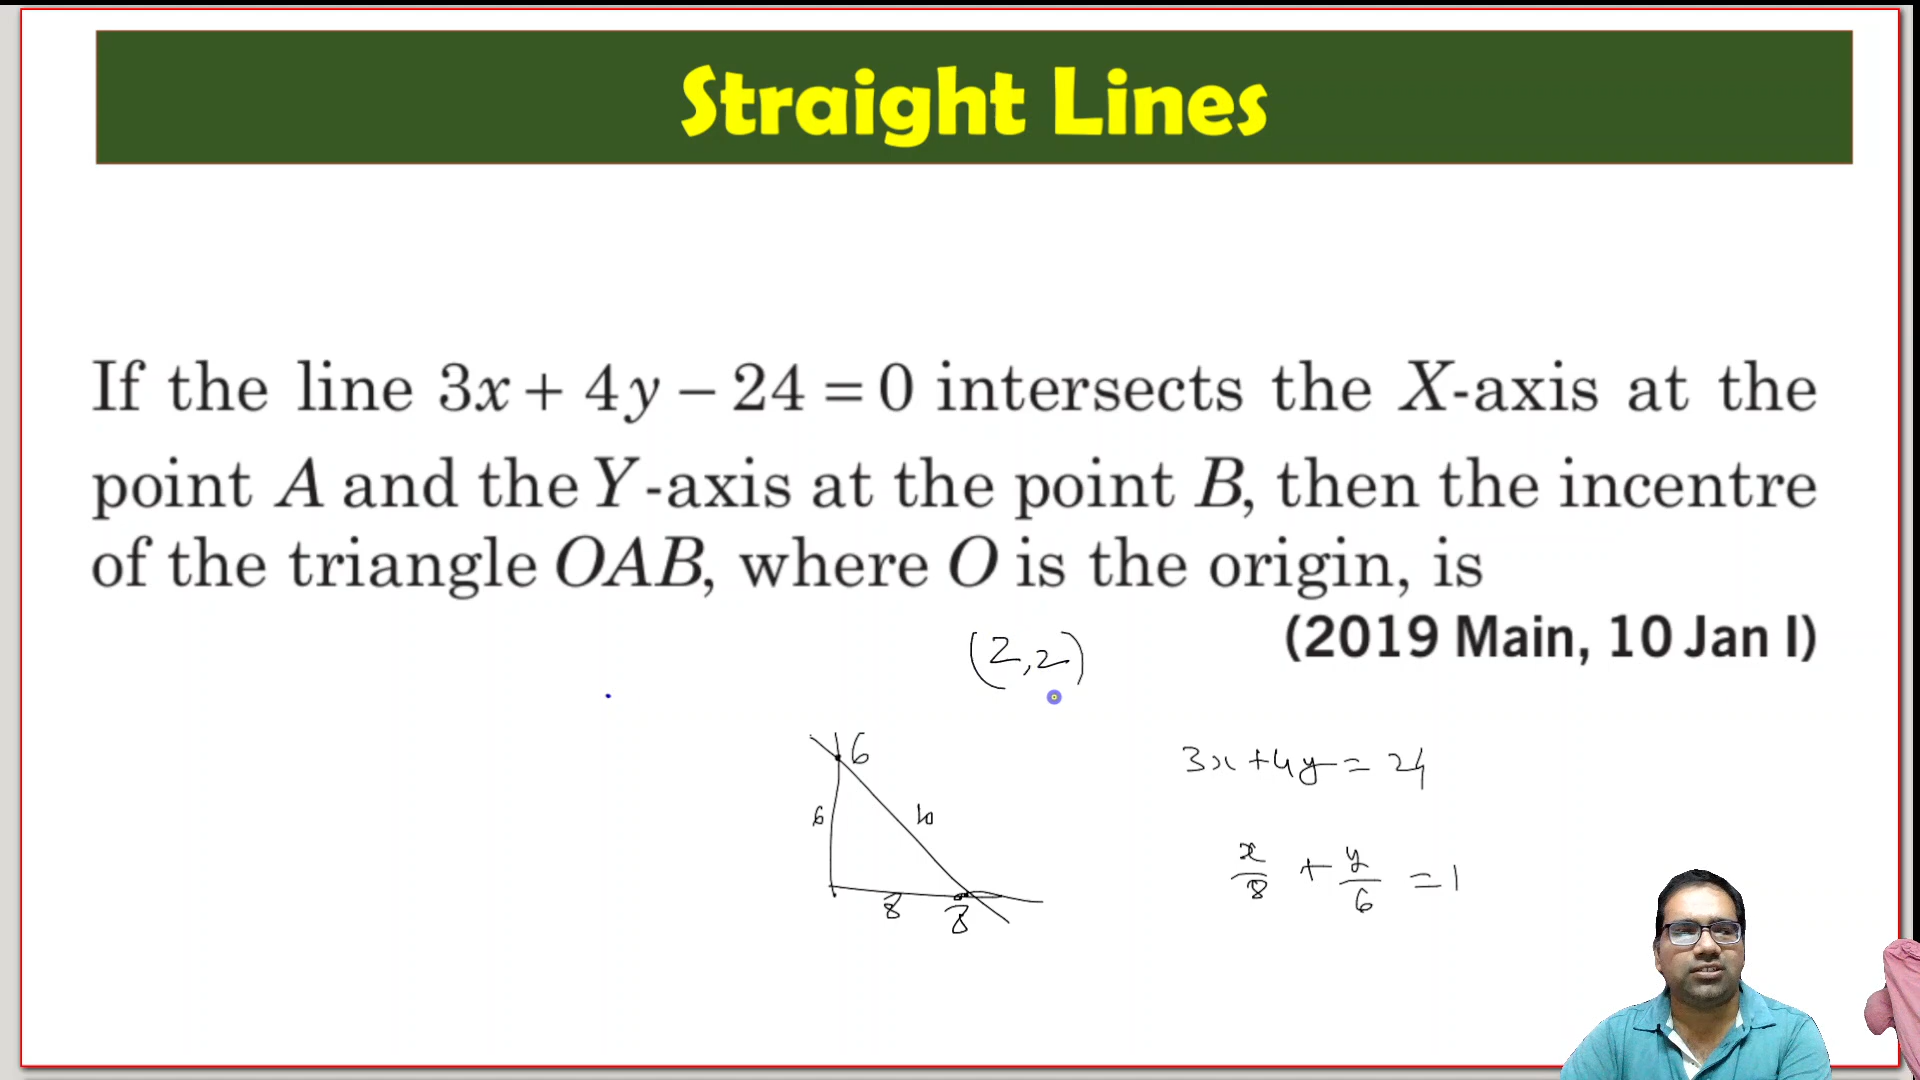 Straight Lines
If the line 3x + 4y − 24 = 0 intersects the X-axis at the
point A and the Y-axis at the point B, then the incentre
of the triangle OAB, where O is the origin, is
(2019 Main, 10 Jan I)
(2,2)
6
6
10
8
8
3x+4y=24
x/8 + y/6 = 1